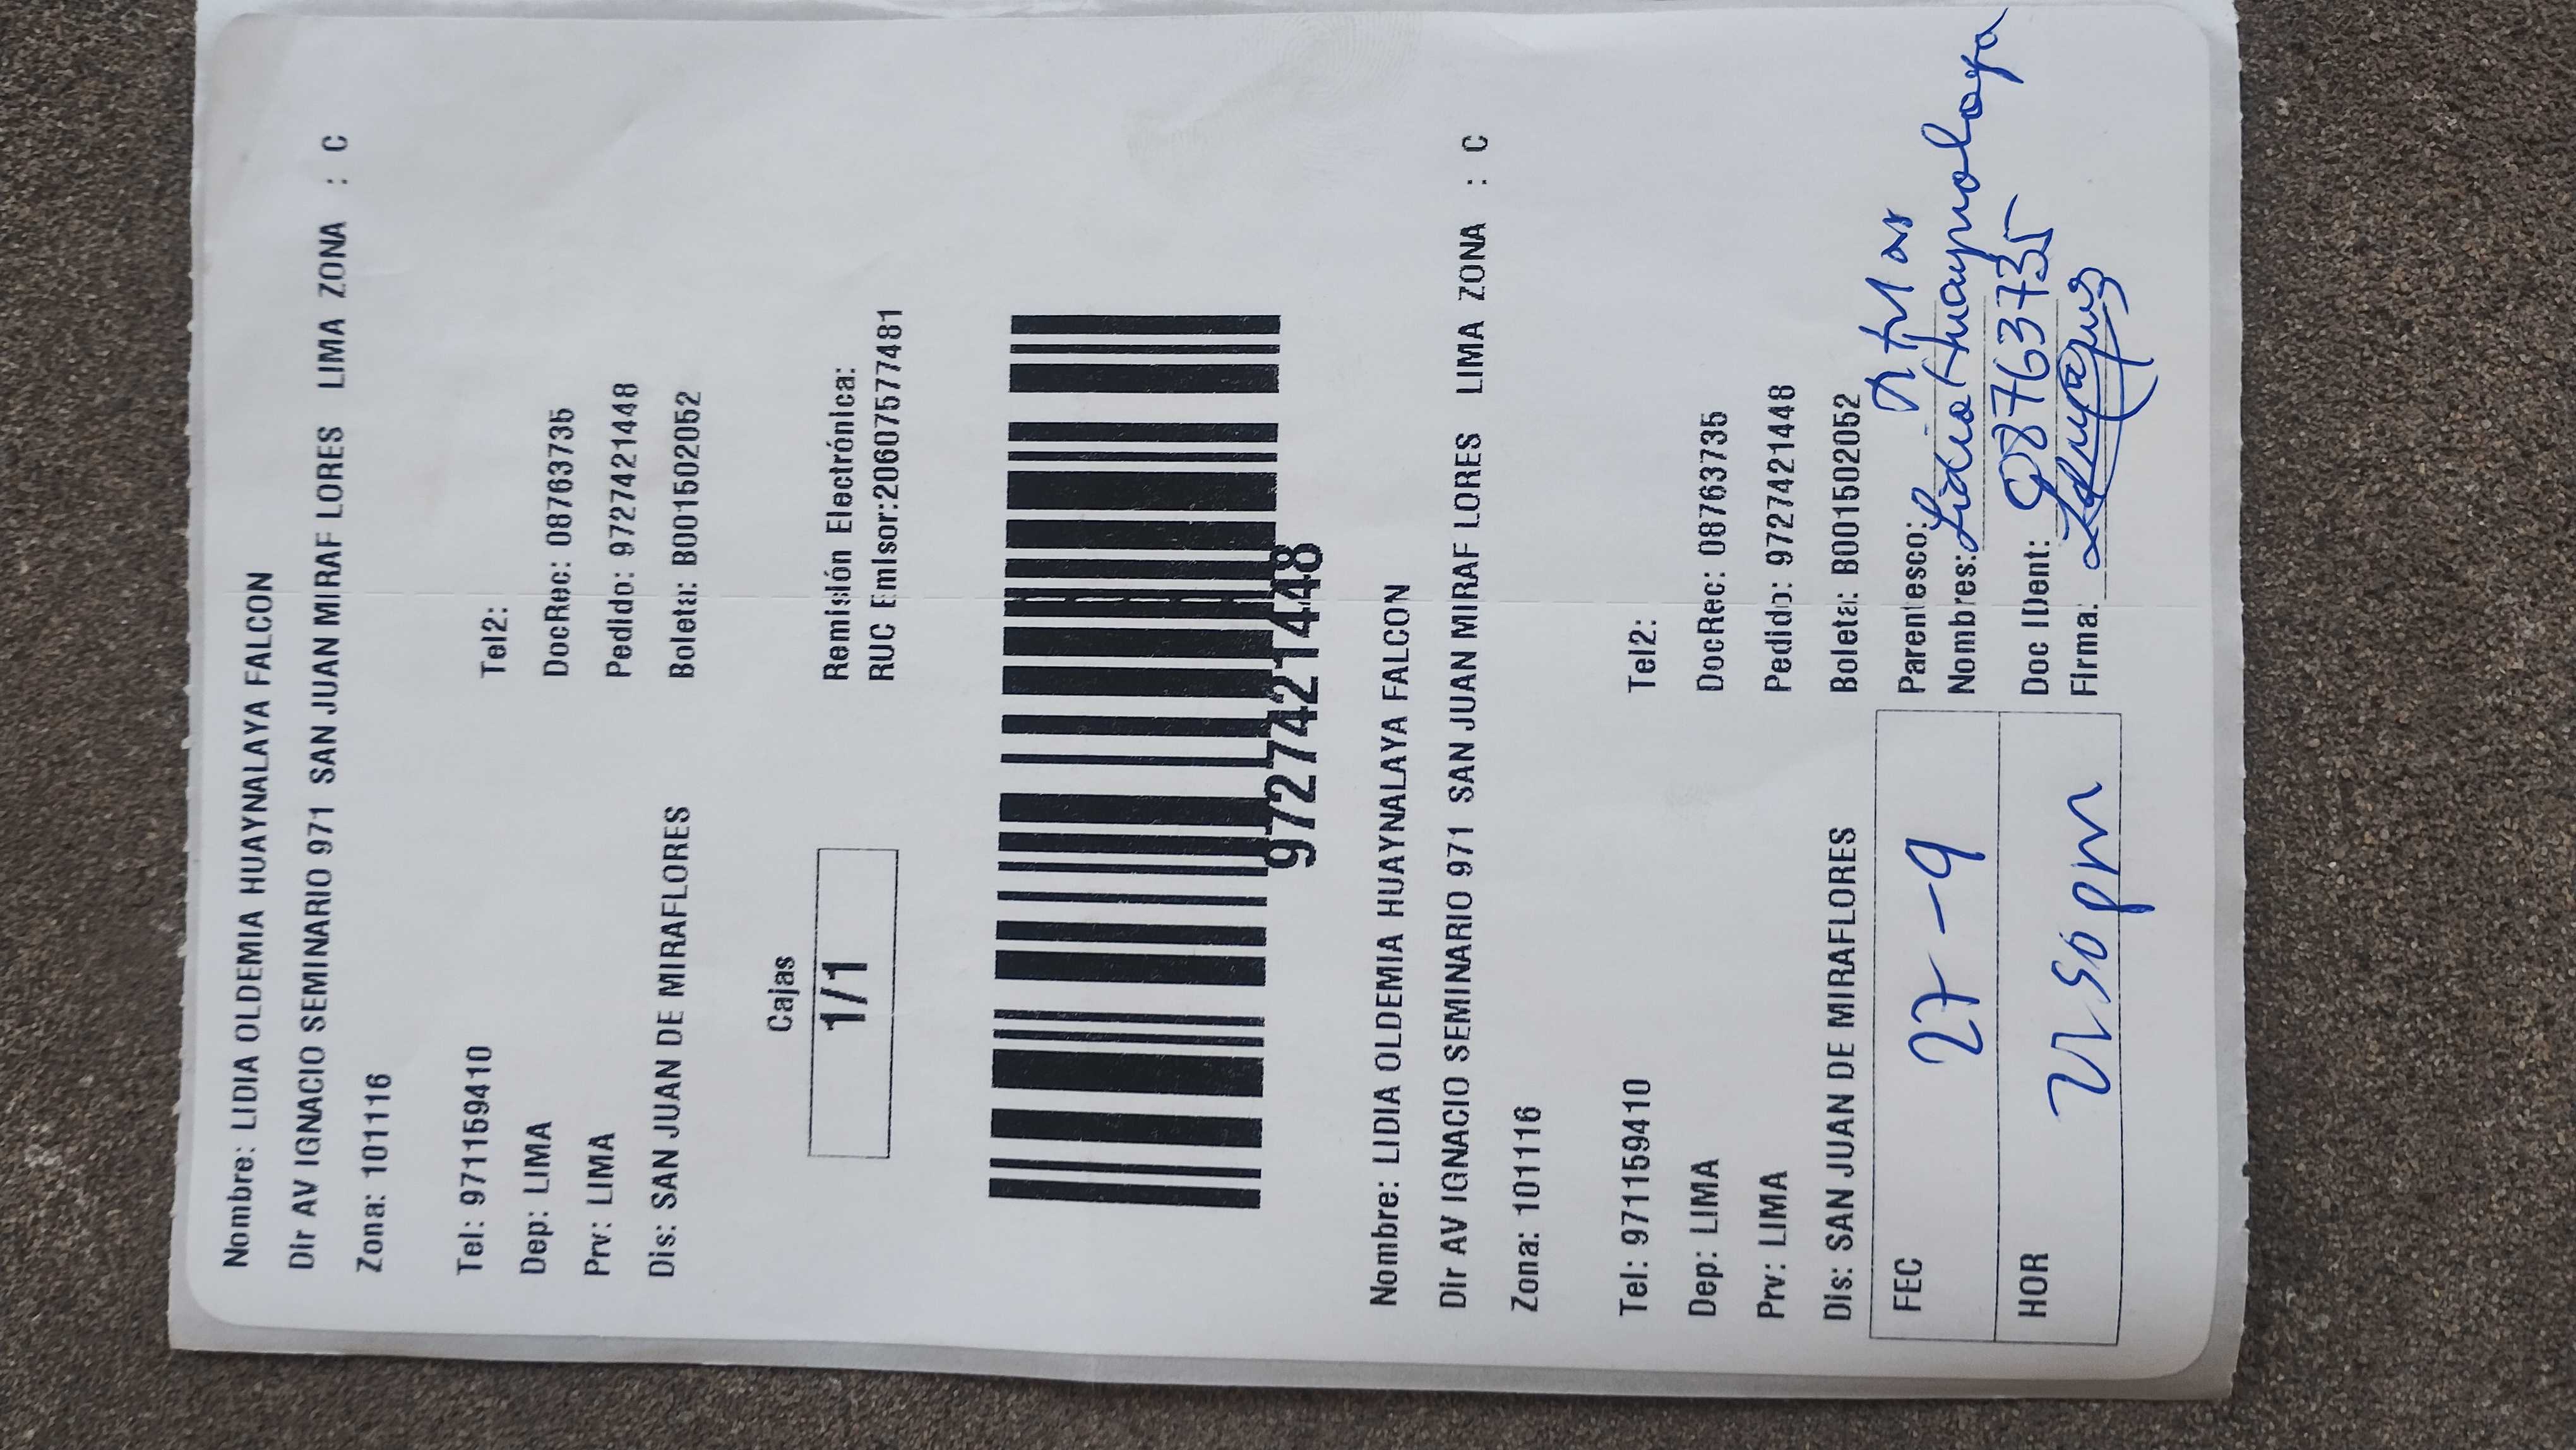 Nombre: LIDIA OLDEMIA HUAYNALAYA FALCON
Dir AV IGNACIO SEMINARIO 971 SAN JUAN MIRAF LORES LIMA ZONA : C
Zona: 101116
Tel: 971159410 Tel2:
Dep: LIMA DocRec: 08763735
Prv: LIMA Pedido: 9727421448
Dis: SAN JUAN DE MIRAFLORES Boleta: B001502052
Cajas
1/1
Remisión Electrónica:
RUC Emisor:20607577481
9727421448
Nombre: LIDIA OLDEMIA HUAYNALAYA FALCON
Dir AV IGNACIO SEMINARIO 971 SAN JUAN MIRAF LORES LIMA ZONA : C
Zona: 101116
Tel: 971159410 Tel2:
Dep: LIMA DocRec: 08763735
Prv: LIMA Pedido: 9727421448
Dis: SAN JUAN DE MIRAFLORES Boleta: B001502052
FEC 27-9
Parentesco:
Nombres: Lidia Huaynalaya
HOR
Doc IDent: 08763735
Firma: